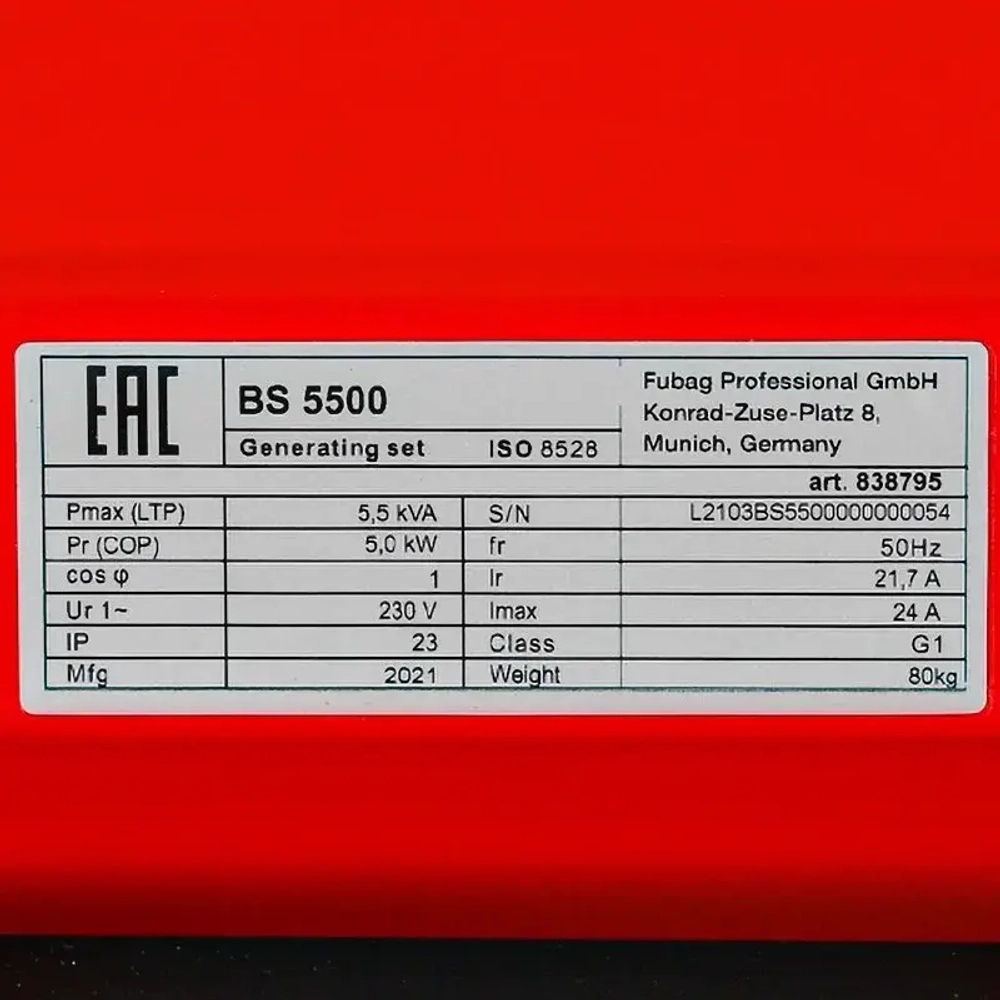 EAC
BS 5500
Generating set ISO 8528
Fubag Professional GmbH
Konrad-Zuse-Platz 8,
Munich, Germany
art. 838795
Pmax (LTP) 5,5 kVA S/N L2103BS5500000000054
Pr (COP) 5,0 kW fr 50Hz
cos φ 1 Ir 21,7 A
Ur 1~ 230 V Imax 24 A
IP 23 Class G1
Mfg 2021 Weight 80kg